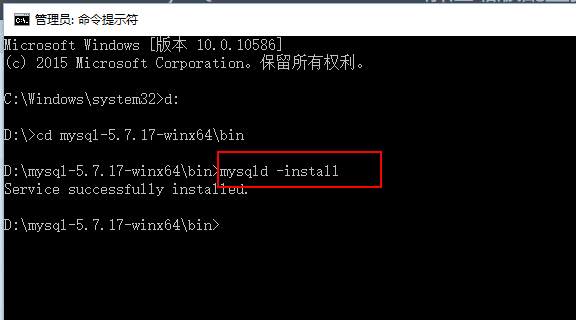 管理员: 命令提示符
Microsoft Windows [版本 10.0.10586]
(c) 2015 Microsoft Corporation。保留所有权利。
C:\Windows\system32>d:
D:\>cd mysql-5.7.17-winx64\bin
D:\mysql-5.7.17-winx64\bin>mysqld -install
Service successfully installed.
D:\mysql-5.7.17-winx64\bin>